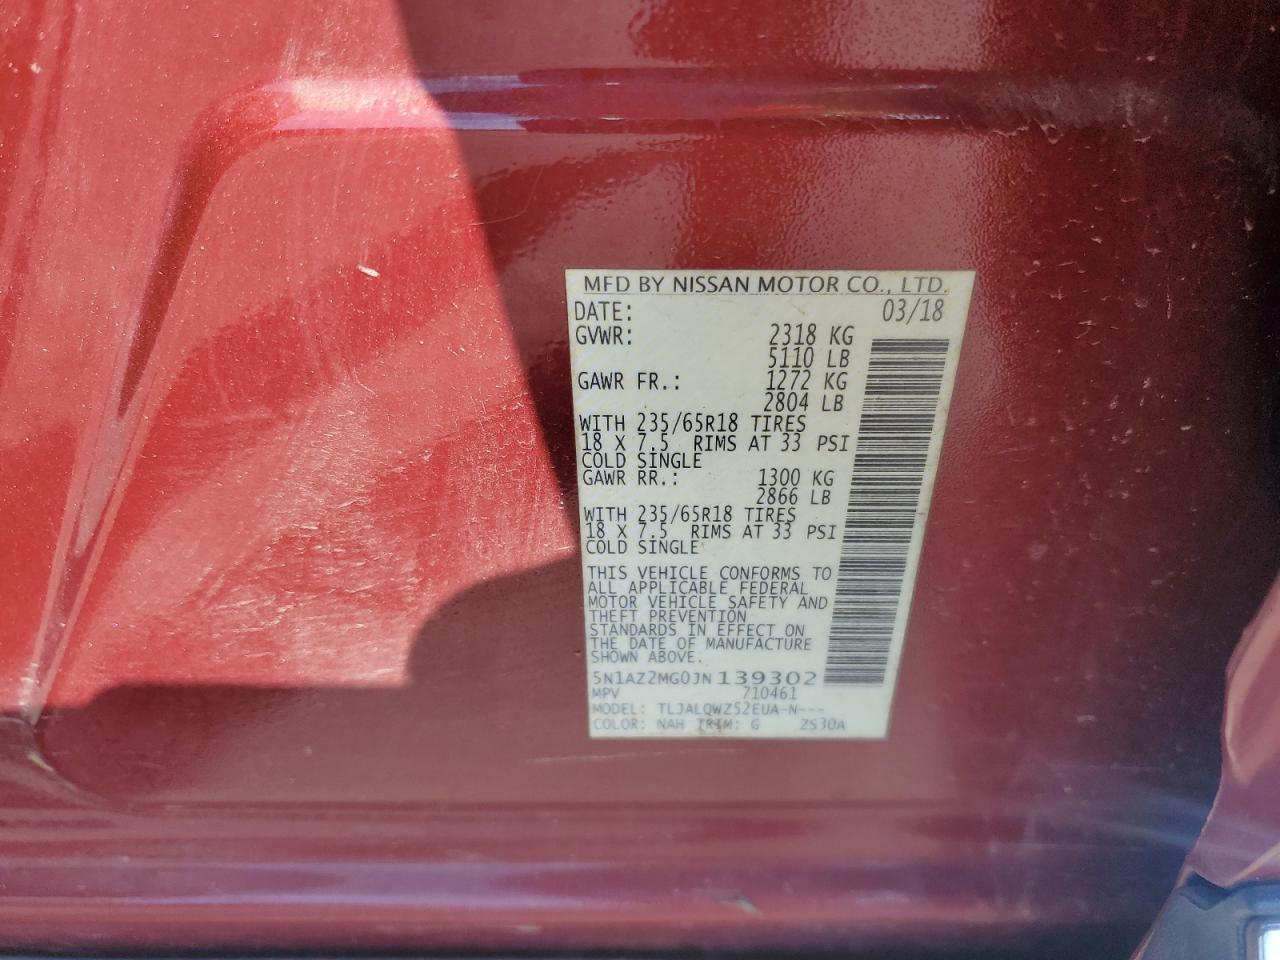 MFD BY NISSAN MOTOR CO., LTD.
DATE: 03/18
GVWR: 2318 KG
5110 LB
GAWR FR.: 1272 KG
2804 LB
WITH 235/65R18 TIRES
18 X 7.5 RIMS AT 33 PSI
COLD SINGLE
GAWR RR.: 1300 KG
2866 LB
WITH 235/65R18 TIRES
18 X 7.5 RIMS AT 33 PSI
COLD SINGLE
THIS VEHICLE CONFORMS TO
ALL APPLICABLE FEDERAL
MOTOR VEHICLE SAFETY AND
THEFT PREVENTION
STANDARDS IN EFFECT ON
THE DATE OF MANUFACTURE
SHOWN ABOVE.
5N1AZ2MG0JN139302
MPV 710461
MODEL: TLJALQWZ52EUA-N---
COLOR: NAH TRIM: G 2S30A